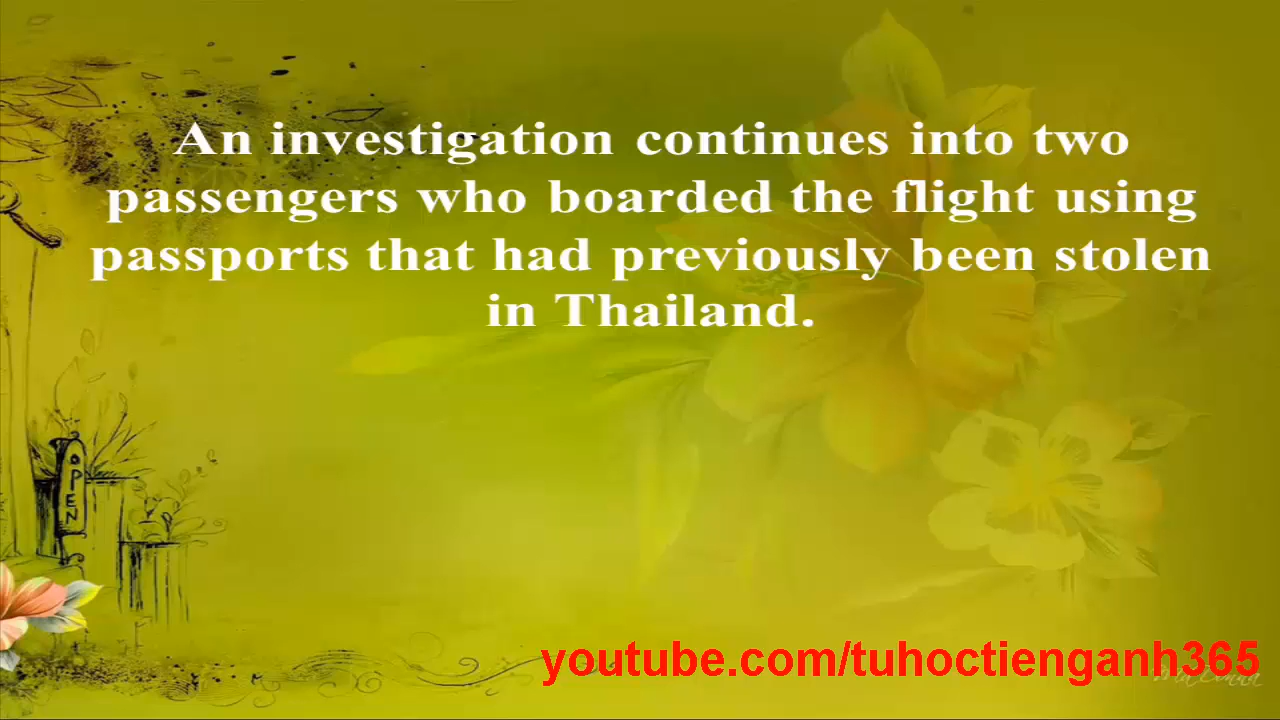 An investigation continues into two
passengers who boarded the flight using
passports that had previously been stolen
in Thailand.
OPEN
youtube.com/tuhoctienganh365